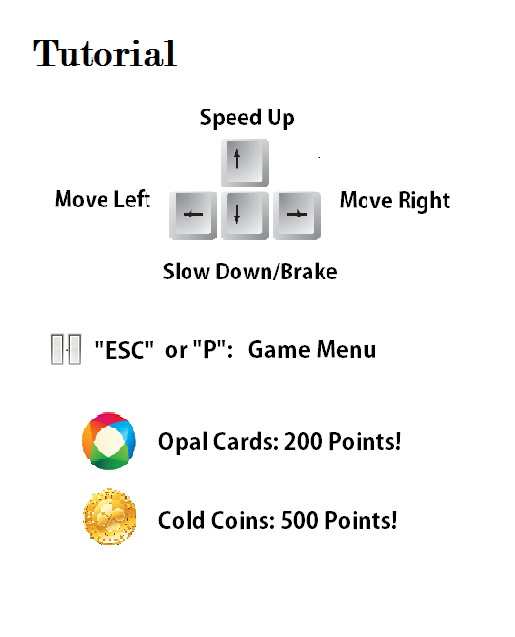 Tutorial
Speed Up
Move Left
Move Right
Slow Down/Brake
"ESC" or "P": Game Menu
Opal Cards: 200 Points!
Cold Coins: 500 Points!